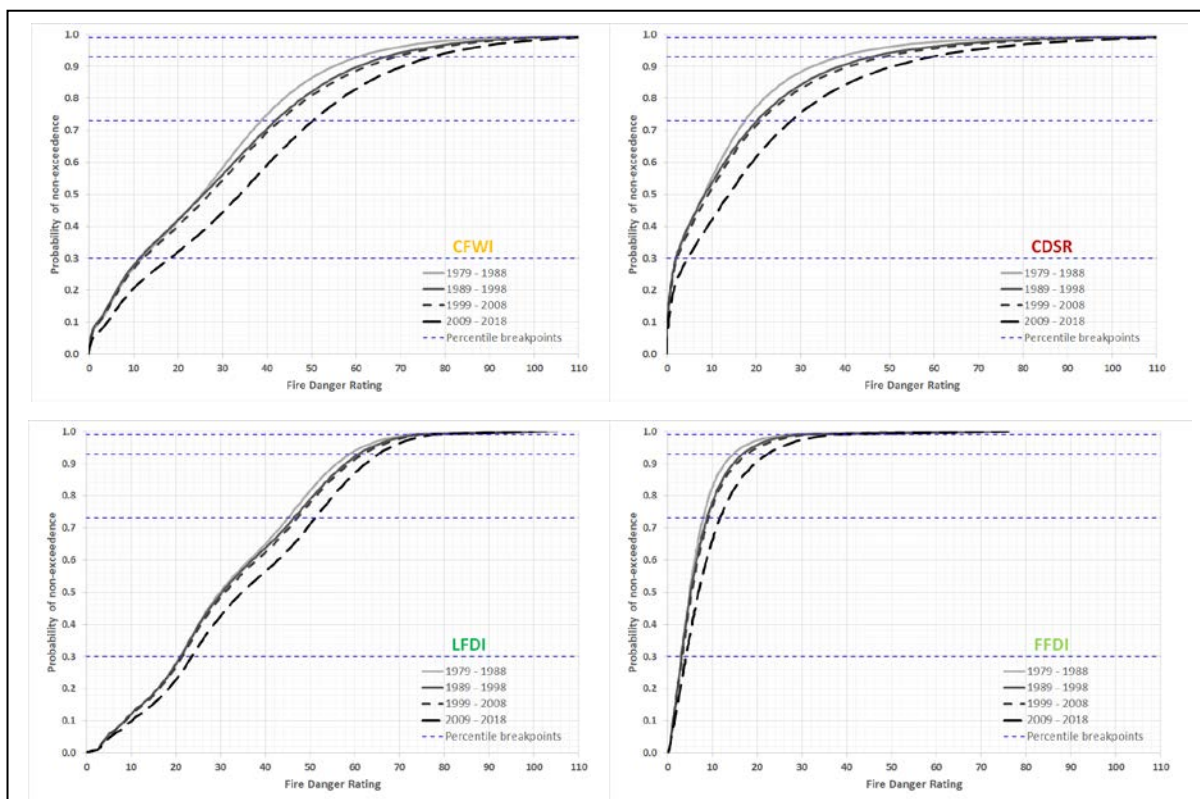 Probability of non-exceedence
1.0
0.9
0.8
0.7
0.6
0.5
0.4
0.3
0.2
0.1
0.0
CFWI
1979 - 1988
1989 - 1998
1999 - 2008
2009 - 2018
Percentile breakpoints
0 10 20 30 40 50 60 70 80 90 100 110
Fire Danger Rating
Probability of non-exceedence
1.0
0.9
0.8
0.7
0.6
0.5
0.4
0.3
0.2
0.1
0.0
CDSR
1979 - 1988
1989 - 1998
1999 - 2008
2009 - 2018
Percentile breakpoints
0 10 20 30 40 50 60 70 80 90 100 110
Fire Danger Rating
Probability of non-exceedence
1.0
0.9
0.8
0.7
0.6
0.5
0.4
0.3
0.2
0.1
0.0
LFDI
1979 - 1988
1989 - 1998
1999 - 2008
2009 - 2018
Percentile breakpoints
0 10 20 30 40 50 60 70 80 90 100 110
Fire Danger Rating
Probability of non-exceedence
1.0
0.9
0.8
0.7
0.6
0.5
0.4
0.3
0.2
0.1
0.0
FFDI
1979 - 1988
1989 - 1998
1999 - 2008
2009 - 2018
Percentile breakpoints
0 10 20 30 40 50 60 70 80 90 100 110
Fire Danger Rating